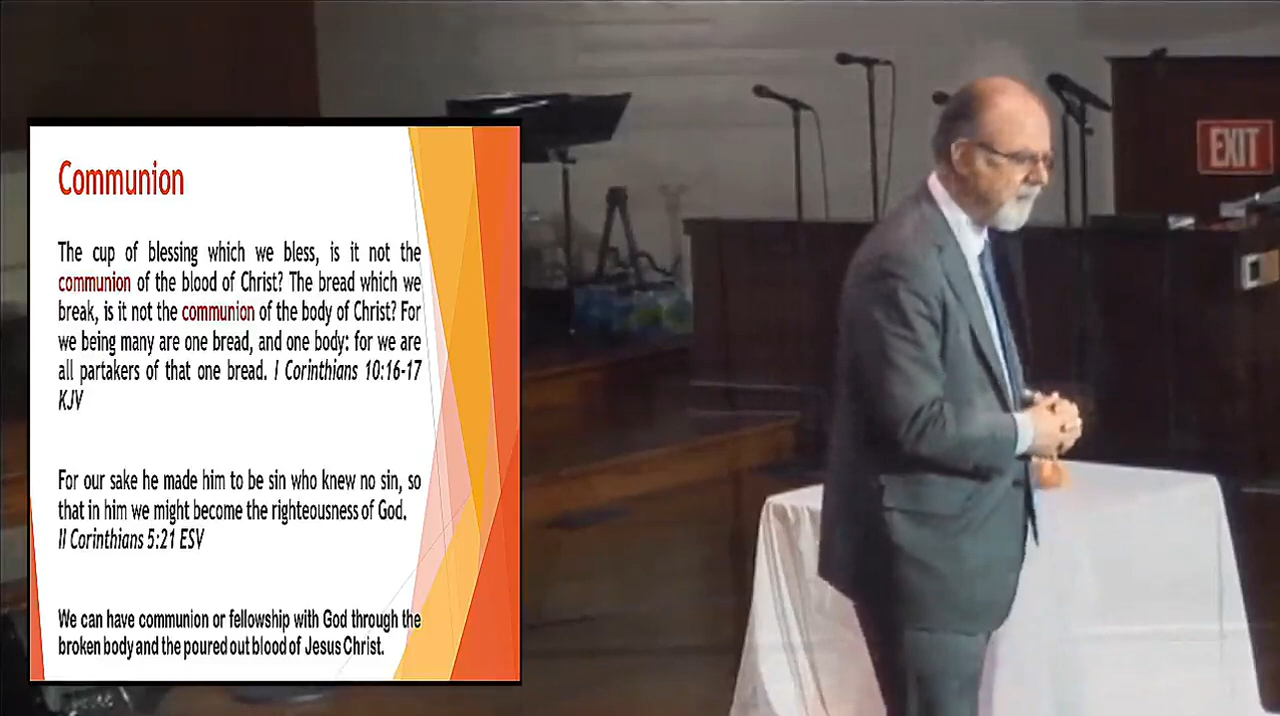 Communion
The cup of blessing which we bless, is it not the
communion of the blood of Christ? The bread which we
break, is it not the communion of the body of Christ? For
we being many are one bread, and one body: for we are
all partakers of that one bread. I Corinthians 10:16-17
KJV
For our sake he made him to be sin who knew no sin, so
that in him we might become the righteousness of God.
II Corinthians 5:21 ESV
We can have communion or fellowship with God through the
broken body and the poured out blood of Jesus Christ.
EXIT